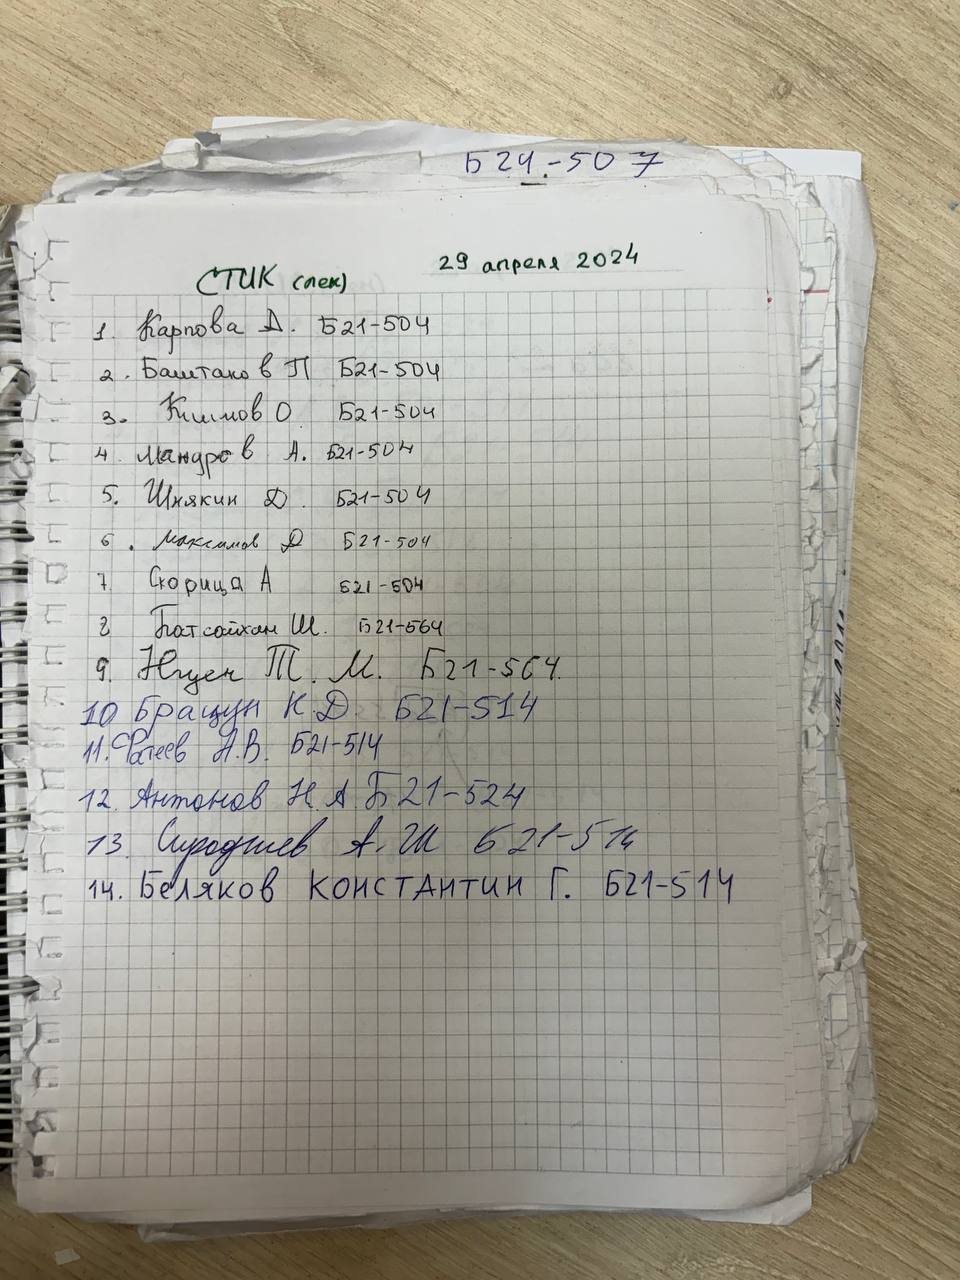 Б24-507
СТИК (лек) 29 апреля 2024
1. Карпова Д. Б21-504
2. Баштаков П Б21-504
3. Климов О Б21-504
4. Мандров А. Б21-504
5. Шнякин Д. Б21-504
6. Максимов Д Б21-504
7 Скорица А Б21-504
8 Батсайхан Ш. Б21-564
9. Нгуен Т. М. Б21-564.
10 Бращун К Д Б21-514
11. Фатеев А.В. Б21-514
12. Антонов Н А Б21-524
13. Сироджев А. Ш Б21-514
14. Беляков Константин Г. Б21-514